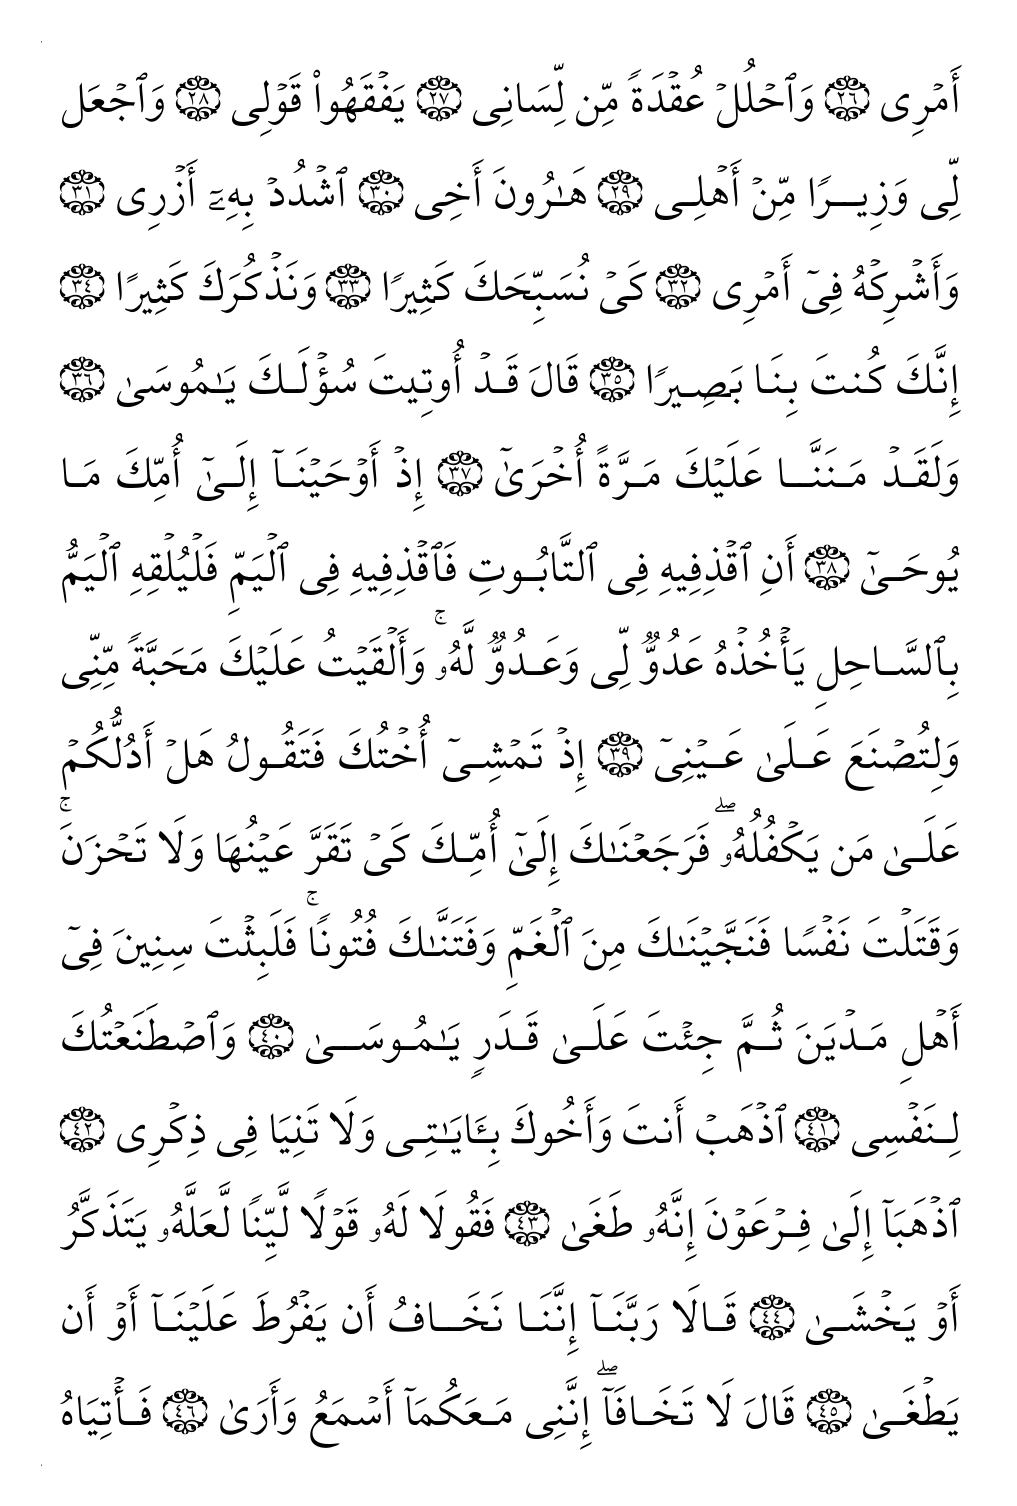 أَمۡرِي ٢٦ وَٱحۡلُلۡ عُقۡدَةٗ مِّن لِّسَانِي ٢٧ يَفۡقَهُواْ قَوۡلِي ٢٨ وَٱجۡعَل
لِّي وَزِيرٗا مِّنۡ أَهۡلِي ٢٩ هَٰرُونَ أَخِي ٣٠ ٱشۡدُدۡ بِهِۦٓ أَزۡرِي ٣١
وَأَشۡرِكۡهُ فِيٓ أَمۡرِي ٣٢ كَيۡ نُسَبِّحَكَ كَثِيرٗا ٣٣ وَنَذۡكُرَكَ كَثِيرًا ٣٤
إِنَّكَ كُنتَ بِنَا بَصِيرٗا ٣٥ قَالَ قَدۡ أُوتِيتَ سُؤۡلَكَ يَٰمُوسَىٰ ٣٦
وَلَقَدۡ مَنَنَّا عَلَيۡكَ مَرَّةً أُخۡرَىٰٓ ٣٧ إِذۡ أَوۡحَيۡنَآ إِلَىٰٓ أُمِّكَ مَا
يُوحَىٰٓ ٣٨ أَنِ ٱقۡذِفِيهِ فِي ٱلتَّابُوتِ فَٱقۡذِفِيهِ فِي ٱلۡيَمِّ فَلۡيُلۡقِهِ ٱلۡيَمُّ
بِٱلسَّاحِلِ يَأۡخُذۡهُ عَدُوّٞ لِّي وَعَدُوّٞ لَّهُۥۚ وَأَلۡقَيۡتُ عَلَيۡكَ مَحَبَّةٗ مِّنِّي
وَلِتُصۡنَعَ عَلَىٰ عَيۡنِيٓ ٣٩ إِذۡ تَمۡشِيٓ أُخۡتُكَ فَتَقُولُ هَلۡ أَدُلُّكُمۡ
عَلَىٰ مَن يَكۡفُلُهُۥۖ فَرَجَعۡنَٰكَ إِلَىٰٓ أُمِّكَ كَيۡ تَقَرَّ عَيۡنُهَا وَلَا تَحۡزَنَۚ
وَقَتَلۡتَ نَفۡسٗا فَنَجَّيۡنَٰكَ مِنَ ٱلۡغَمِّ وَفَتَنَّٰكَ فُتُونٗاۚ فَلَبِثۡتَ سِنِينَ فِيٓ
أَهۡلِ مَدۡيَنَ ثُمَّ جِئۡتَ عَلَىٰ قَدَرٖ يَٰمُوسَىٰ ٤٠ وَٱصۡطَنَعۡتُكَ
لِنَفۡسِي ٤١ ٱذۡهَبۡ أَنتَ وَأَخُوكَ بِـَٔايَٰتِي وَلَا تَنِيَا فِي ذِكۡرِي ٤٢
ٱذۡهَبَآ إِلَىٰ فِرۡعَوۡنَ إِنَّهُۥ طَغَىٰ ٤٣ فَقُولَا لَهُۥ قَوۡلٗا لَّيِّنٗا لَّعَلَّهُۥ يَتَذَكَّرُ
أَوۡ يَخۡشَىٰ ٤٤ قَالَا رَبَّنَآ إِنَّنَا نَخَافُ أَن يَفۡرُطَ عَلَيۡنَآ أَوۡ أَن
يَطۡغَىٰ ٤٥ قَالَ لَا تَخَافَآۖ إِنَّنِي مَعَكُمَآ أَسۡمَعُ وَأَرَىٰ ٤٦ فَأۡتِيَاهُ